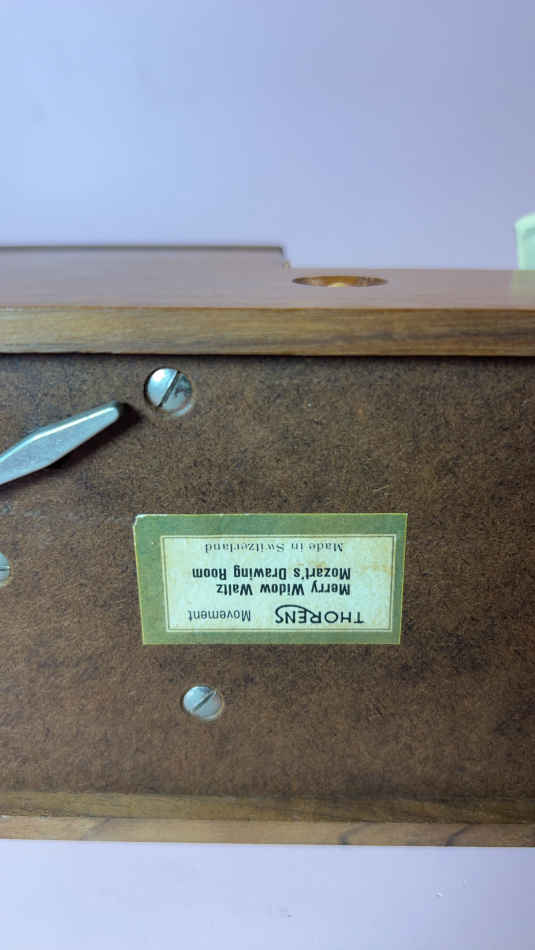 THORENS Movement
Merry Widow Waltz
Mozart's Drawing Room
Made in Switzerland